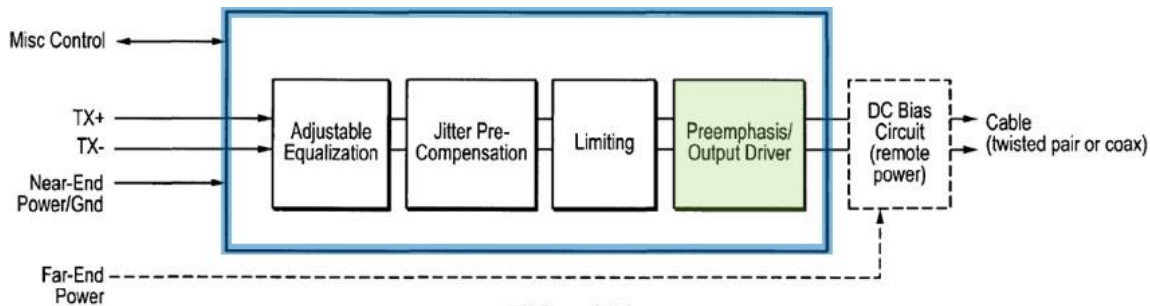 Misc Control
TX+
TX-
Near-End
Power/Gnd
Far-End
Power
Adjustable
Equalization
Jitter Pre-
Compensation
Limiting
Preemphasis/
Output Driver
DC Bias
Circuit
(remote
power)
Cable
(twisted pair or coax)